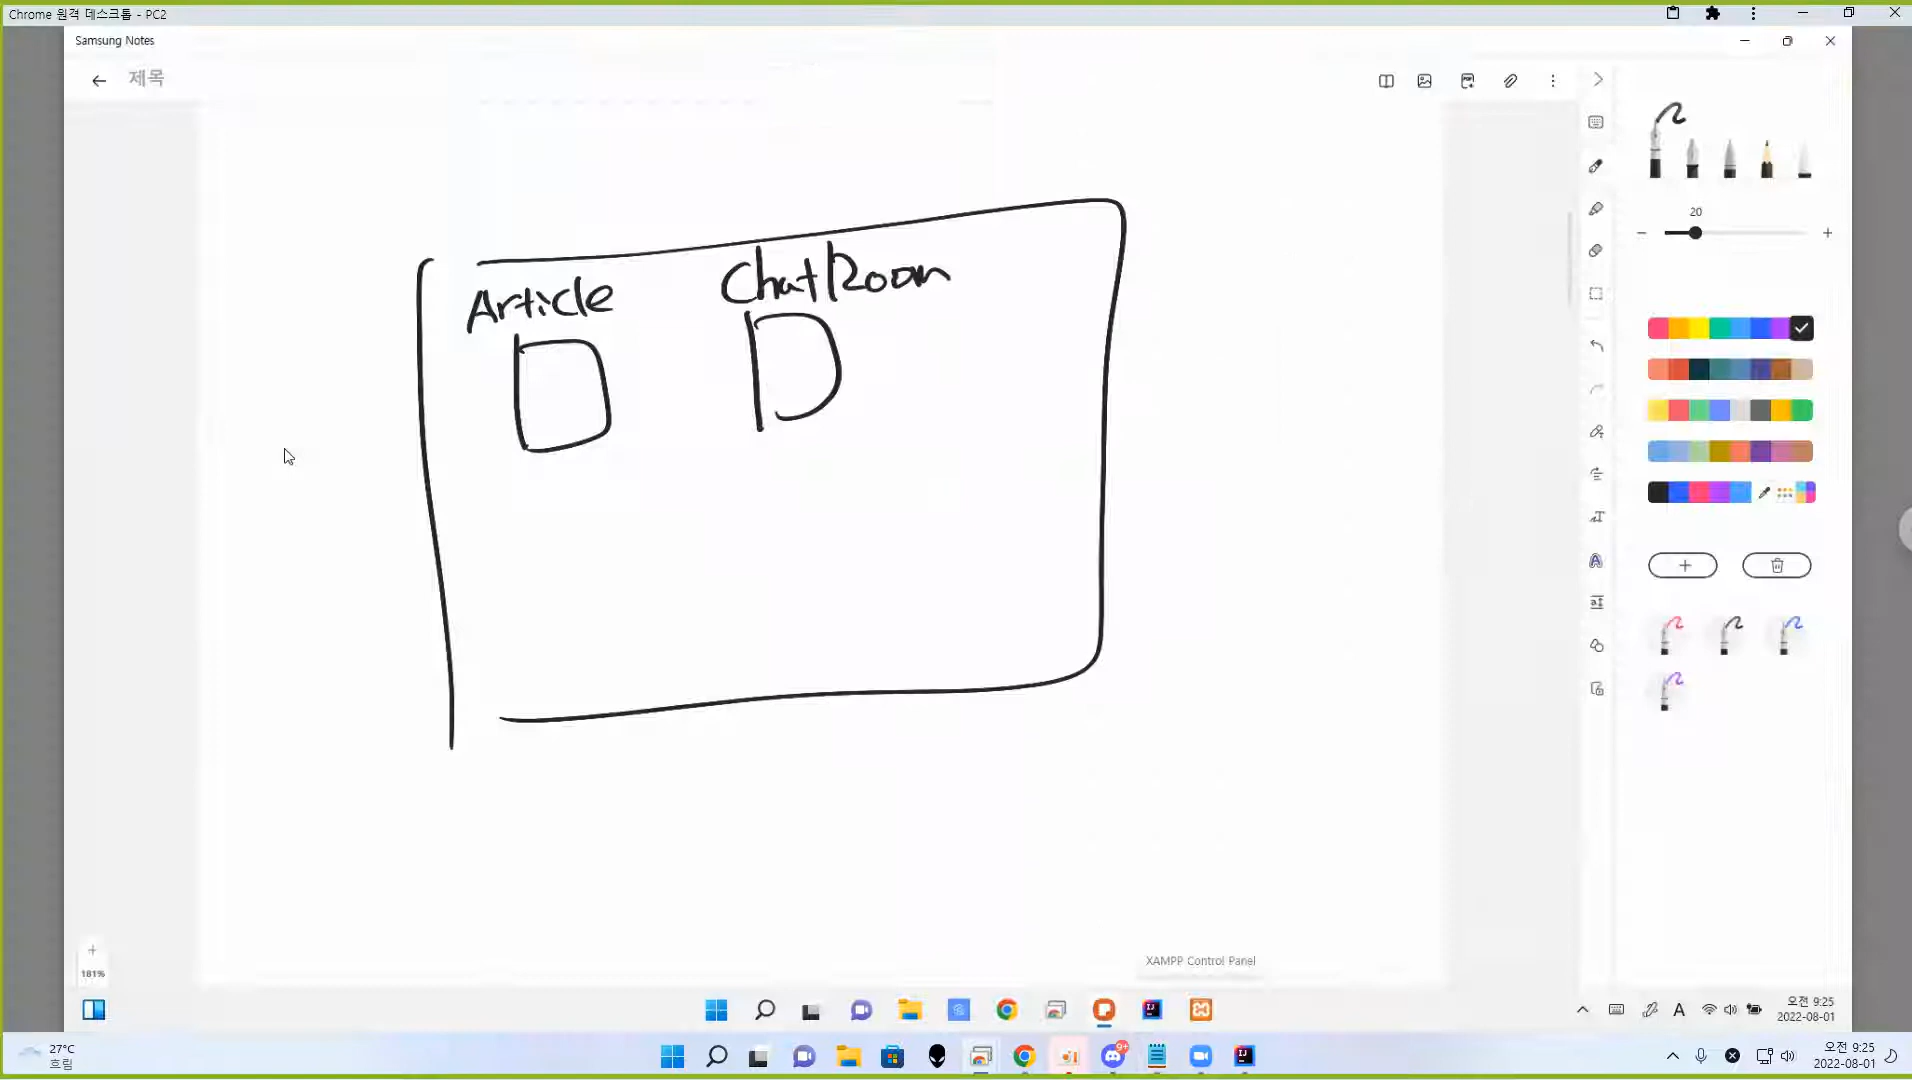 Chrome 원격 데스크톱 - PC2
Samsung Notes
제목
20
Article
ChatRoom
181%
XAMPP Control Panel
A
오전 9:25
2022-08-01
27°C
흐림
9+
오전 9:25
2022-08-01